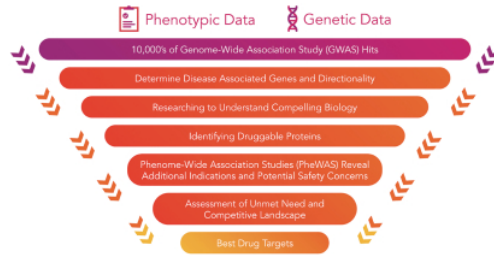 Phenotypic Data
Genetic Data
10,000's of Genome-Wide Association Study (GWAS) Hits
Determine Disease Associated Genes and Directionality
Researching to Understand Compelling Biology
Identifying Druggable Proteins
Phenome-Wide Association Studies (PheWAS) Reveal
Additional Indications and Potential Safety Concerns
Assessment of Unmet Need and
Competitive Landscape
Best Drug Targets